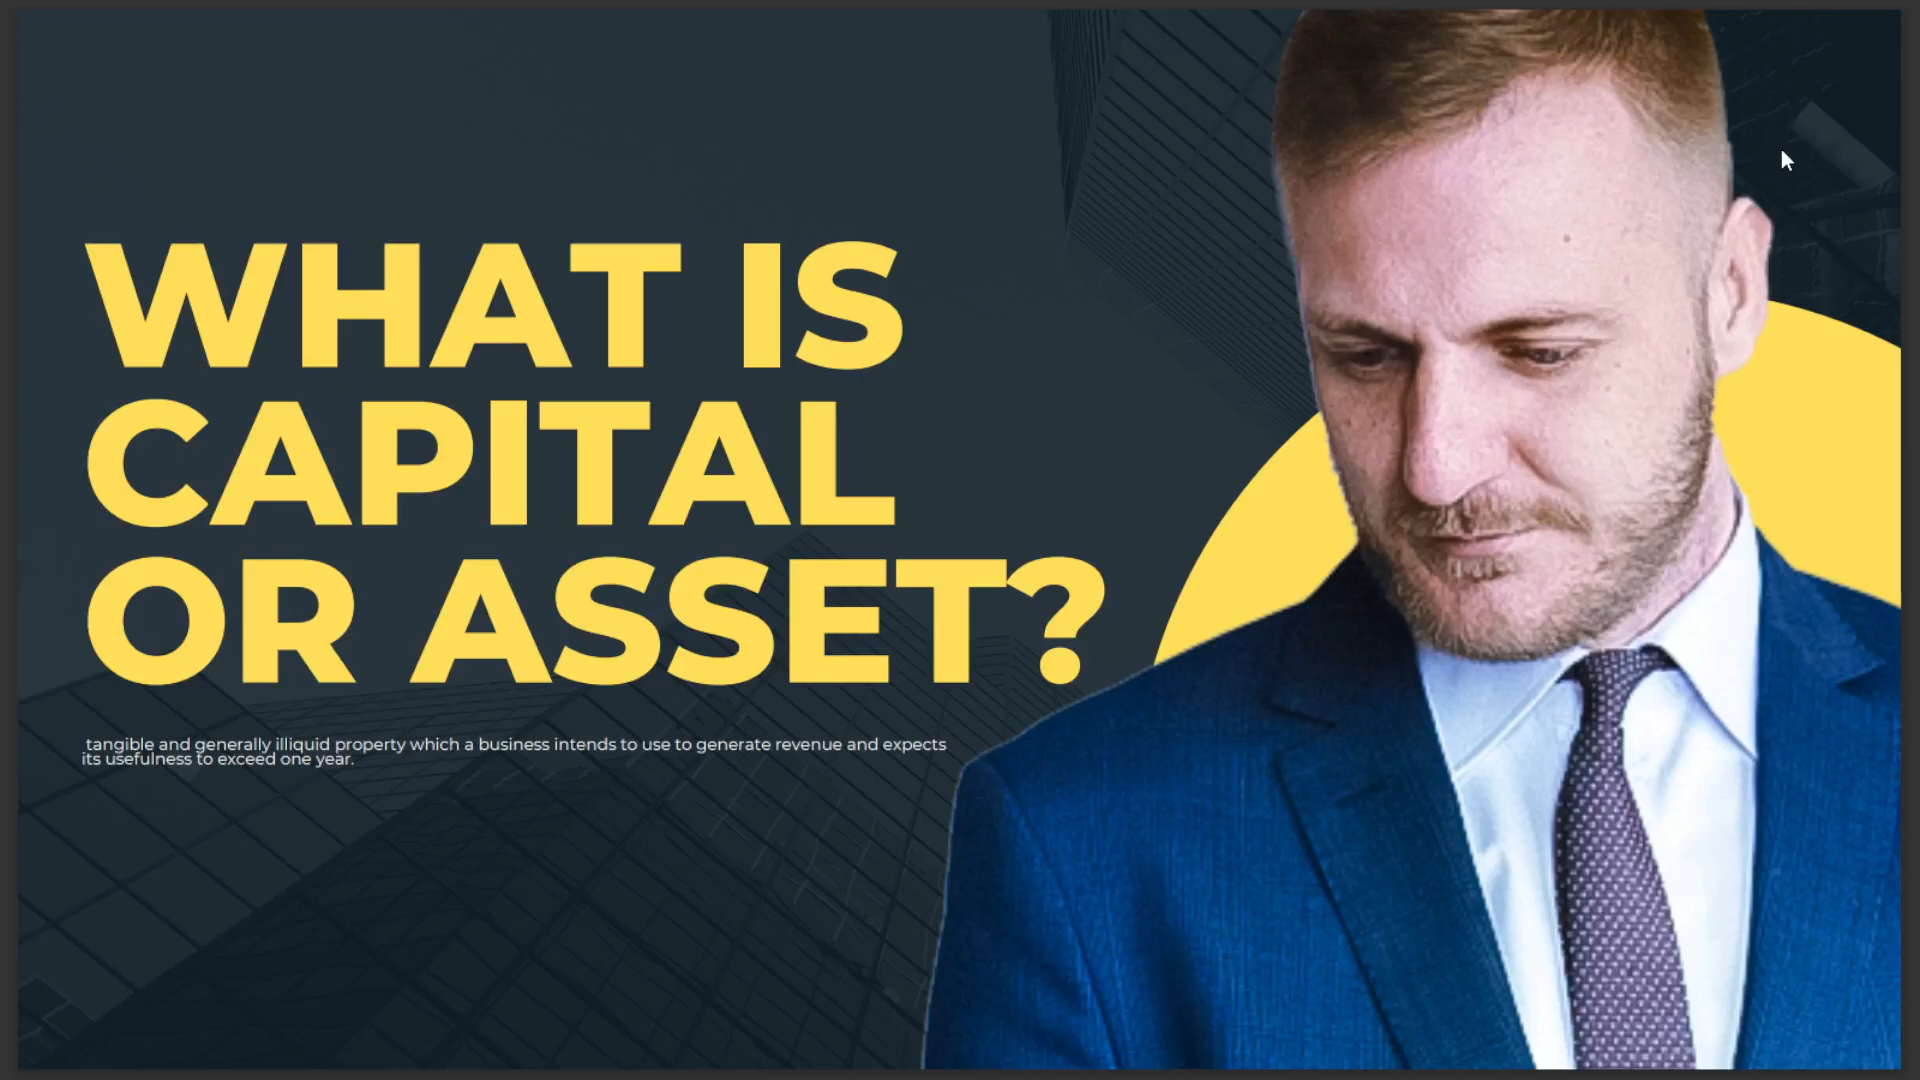 WHAT IS
CAPITAL
OR ASSET?
tangible and generally illiquid property which a business intends to use to generate revenue and expects
its usefulness to exceed one year.